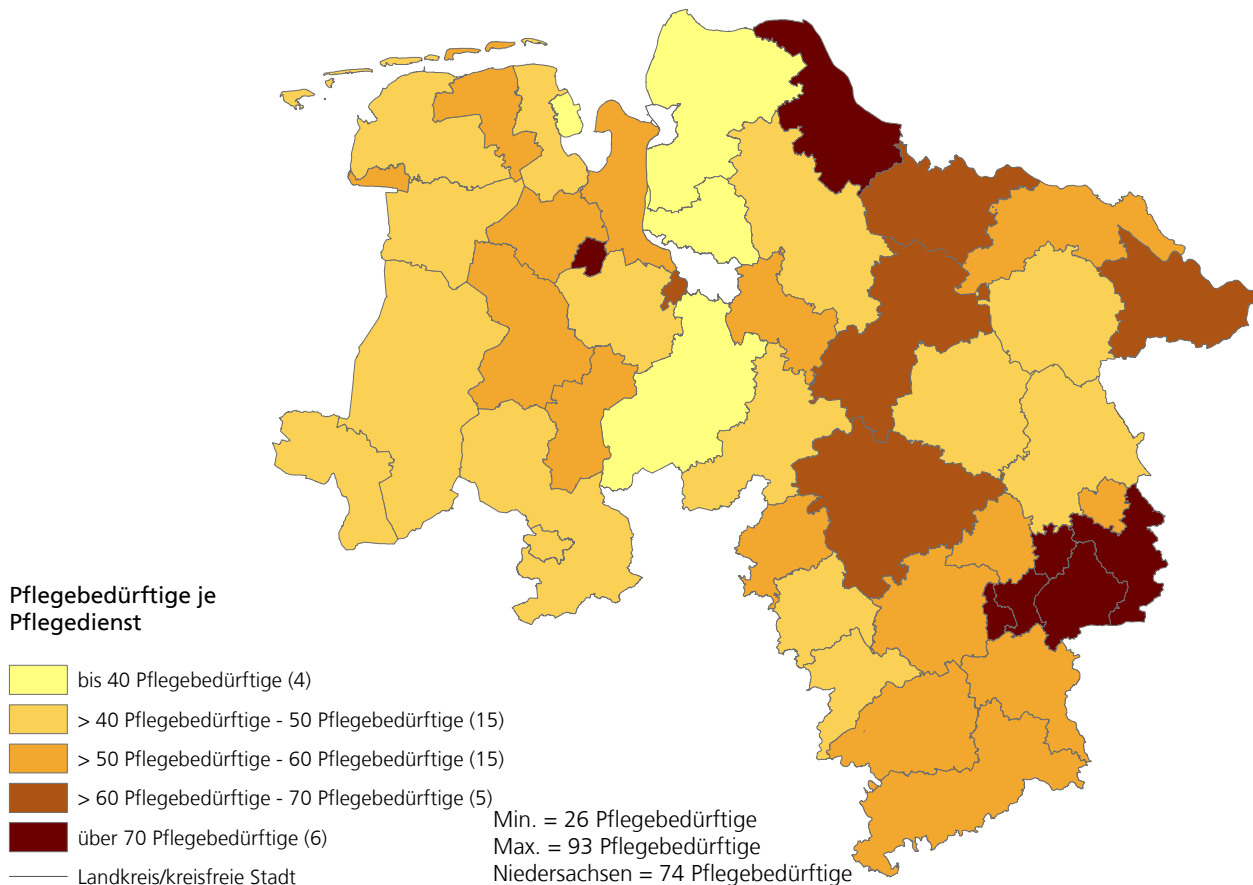 Pflegebedürftige je
Pflegedienst
bis 40 Pflegebedürftige (4)
> 40 Pflegebedürftige - 50 Pflegebedürftige (15)
> 50 Pflegebedürftige - 60 Pflegebedürftige (15)
> 60 Pflegebedürftige - 70 Pflegebedürftige (5)
über 70 Pflegebedürftige (6)
Landkreis/kreisfreie Stadt
Min. = 26 Pflegebedürftige
Max. = 93 Pflegebedürftige
Niedersachsen = 74 Pflegebedürftige